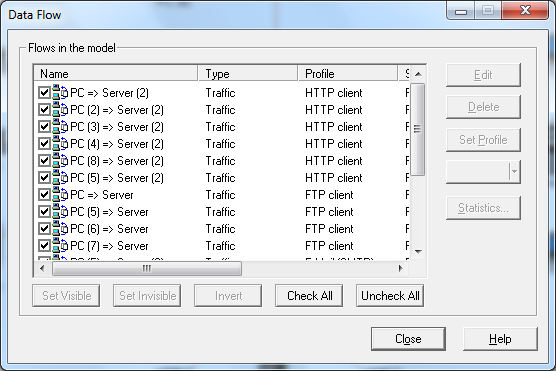 Data Flow
Flows in the model
Name Type Profile S
PC => Server (2) Traffic HTTP client F
PC (2) => Server (2) Traffic HTTP client F
PC (3) => Server (2) Traffic HTTP client F
PC (4) => Server (2) Traffic HTTP client F
PC (8) => Server (2) Traffic HTTP client F
PC (5) => Server (2) Traffic HTTP client F
PC => Server Traffic FTP client F
PC (5) => Server Traffic FTP client F
PC (6) => Server Traffic FTP client F
PC (7) => Server Traffic FTP client F
Edit
Delete
Set Profile
Statistics...
Set Visible Set Invisible Invert Check All Uncheck All
Close Help